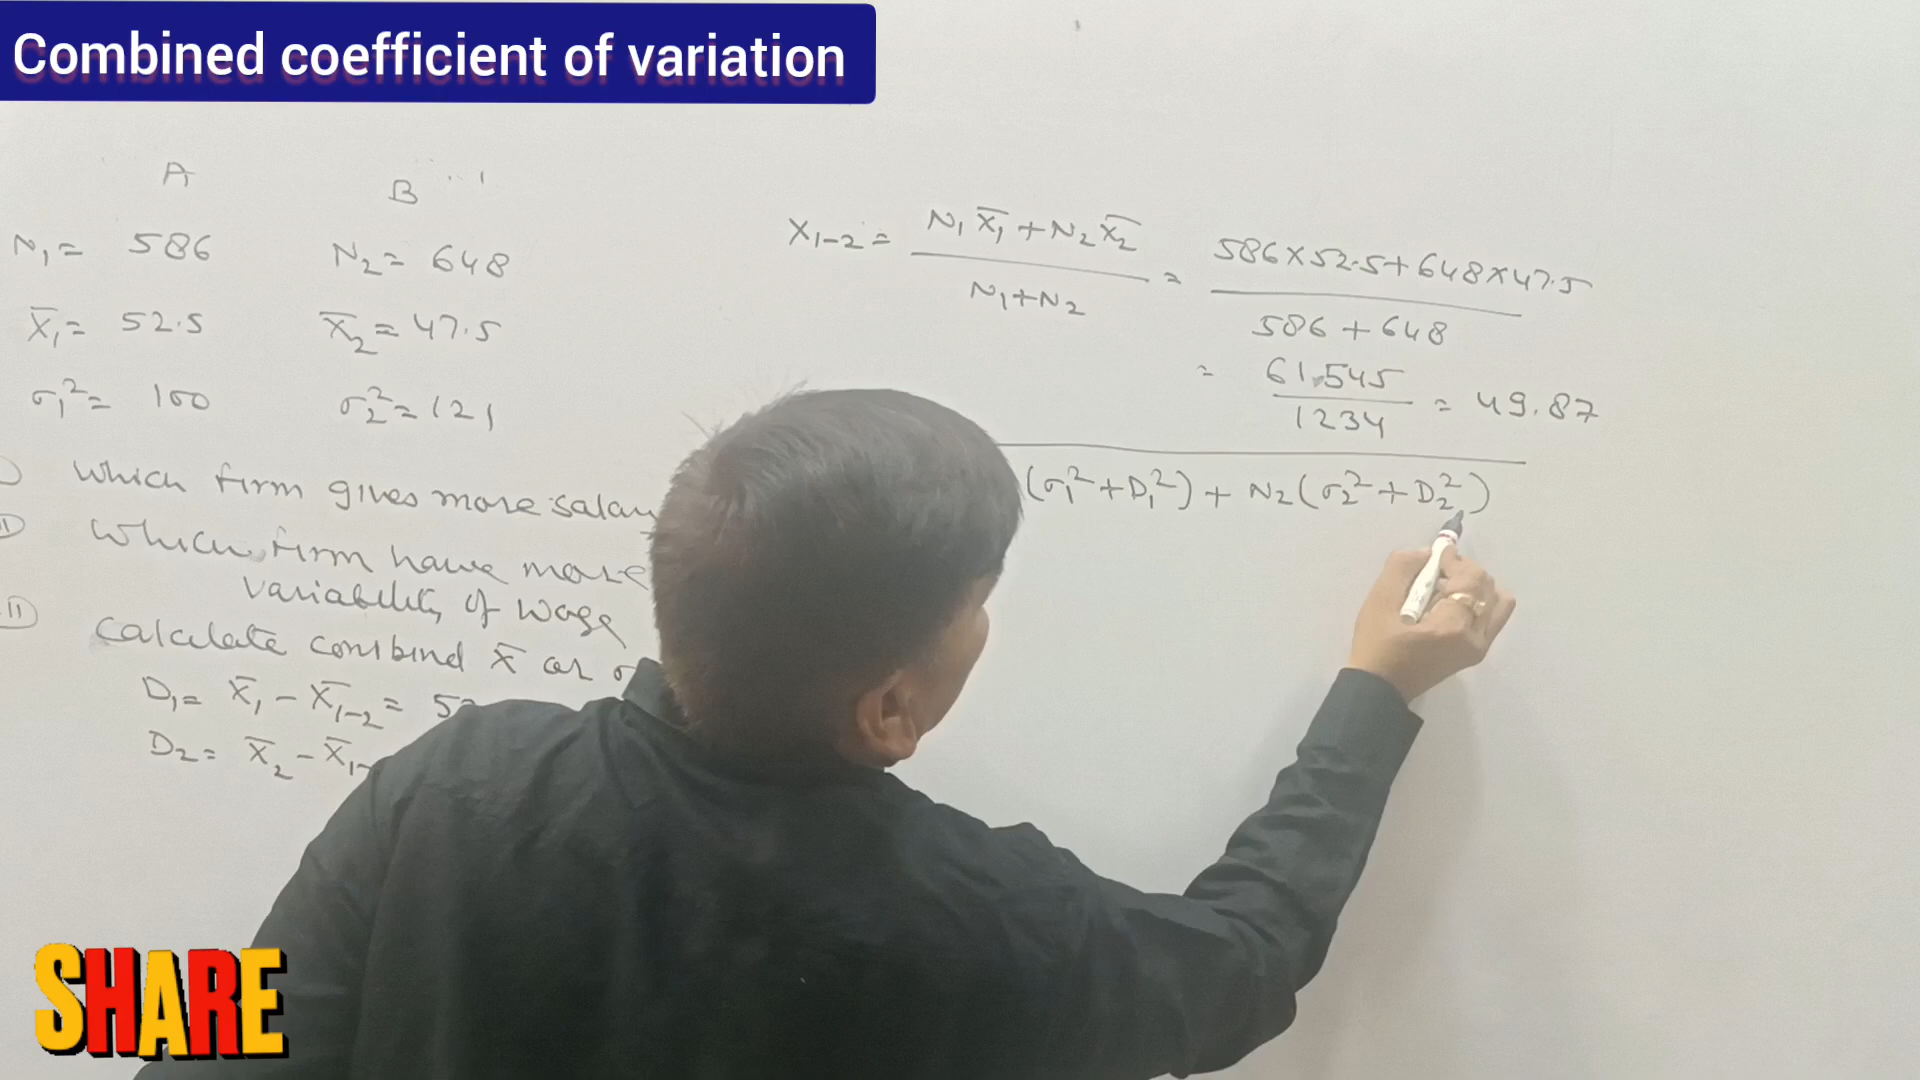 Combined coefficient of variation
A B
N₁ = 586 N₂ = 648
X̄₁ = 52.5 X̄₂ = 47.5
σ₁² = 100 σ₂² = 121
which firm gives more salary
II which firm have more
variability of wage
III calculate combind x̄ or σ
D₁ = X̄₁ - X̄₁₋₂ =
D₂ = X̄₂ - X̄₁
X₁₋₂ = N₁X̄₁ + N₂X̄₂ = 586×52.5+648×47.5
N₁+N₂ 586 + 648
= 61,545 = 49.87
1234
(σ₁²+D₁²) + N₂(σ₂²+D₂²)
SHARE